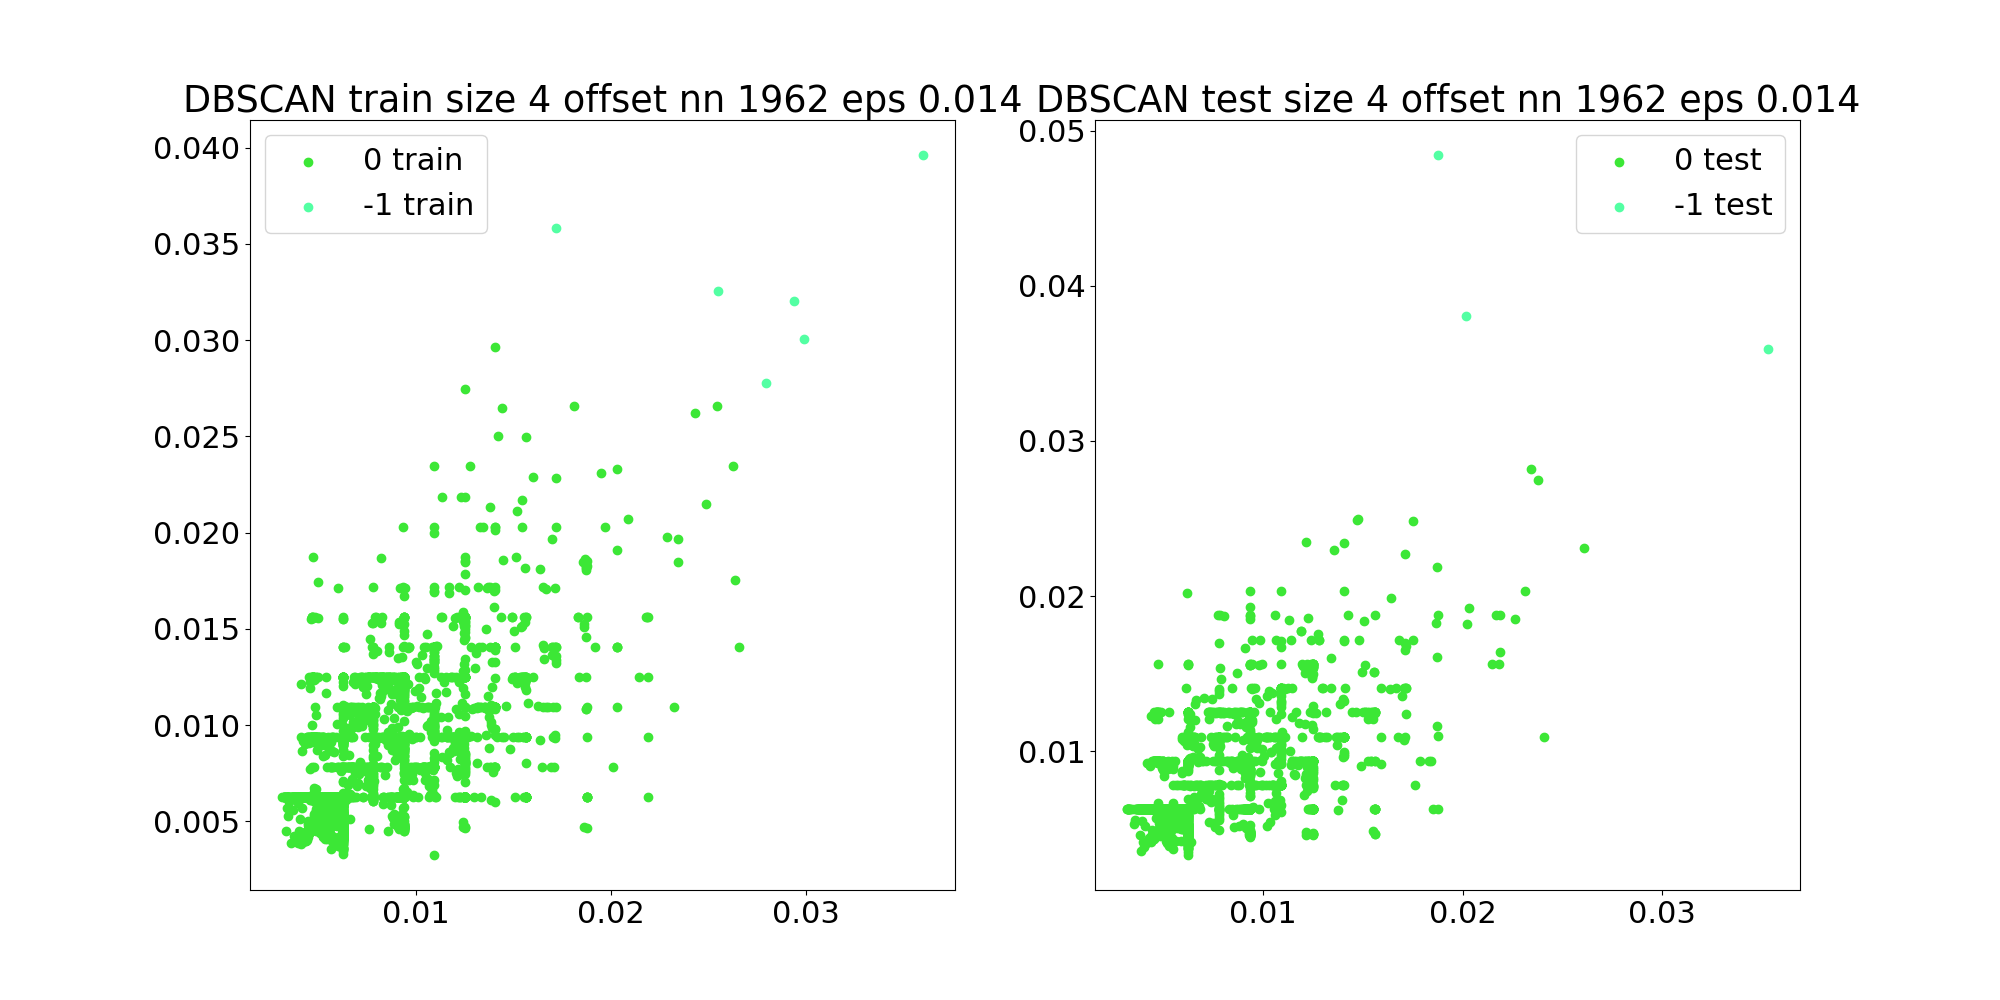 DBSCAN train size 4 offset nn 1962 eps 0.014
0.040
0.035
0.030
0.025
0.020
0.015
0.010
0.005
0 train
-1 train
0.01 0.02 0.03
DBSCAN test size 4 offset nn 1962 eps 0.014
0.05
0.04
0.03
0.02
0.01
0 test
-1 test
0.01 0.02 0.03